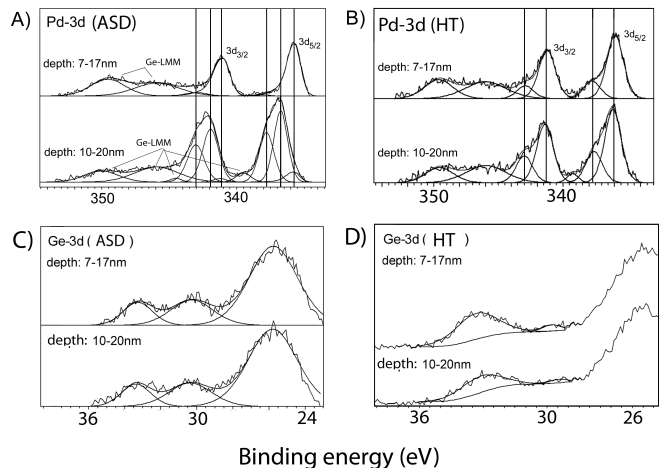 A) Pd-3d (ASD)
Ge-LMM
3d3/2
3d5/2
depth: 7-17nm
Ge-LMM
depth: 10-20nm
350 340
B) Pd-3d (HT)
3d3/2
3d5/2
depth: 7-17nm
depth: 10-20nm
350 340
C) Ge-3d ( ASD )
depth: 7-17nm
depth: 10-20nm
36 30 24
D) Ge-3d ( HT )
depth: 7-17nm
depth: 10-20nm
36 30 26
Binding energy (eV)